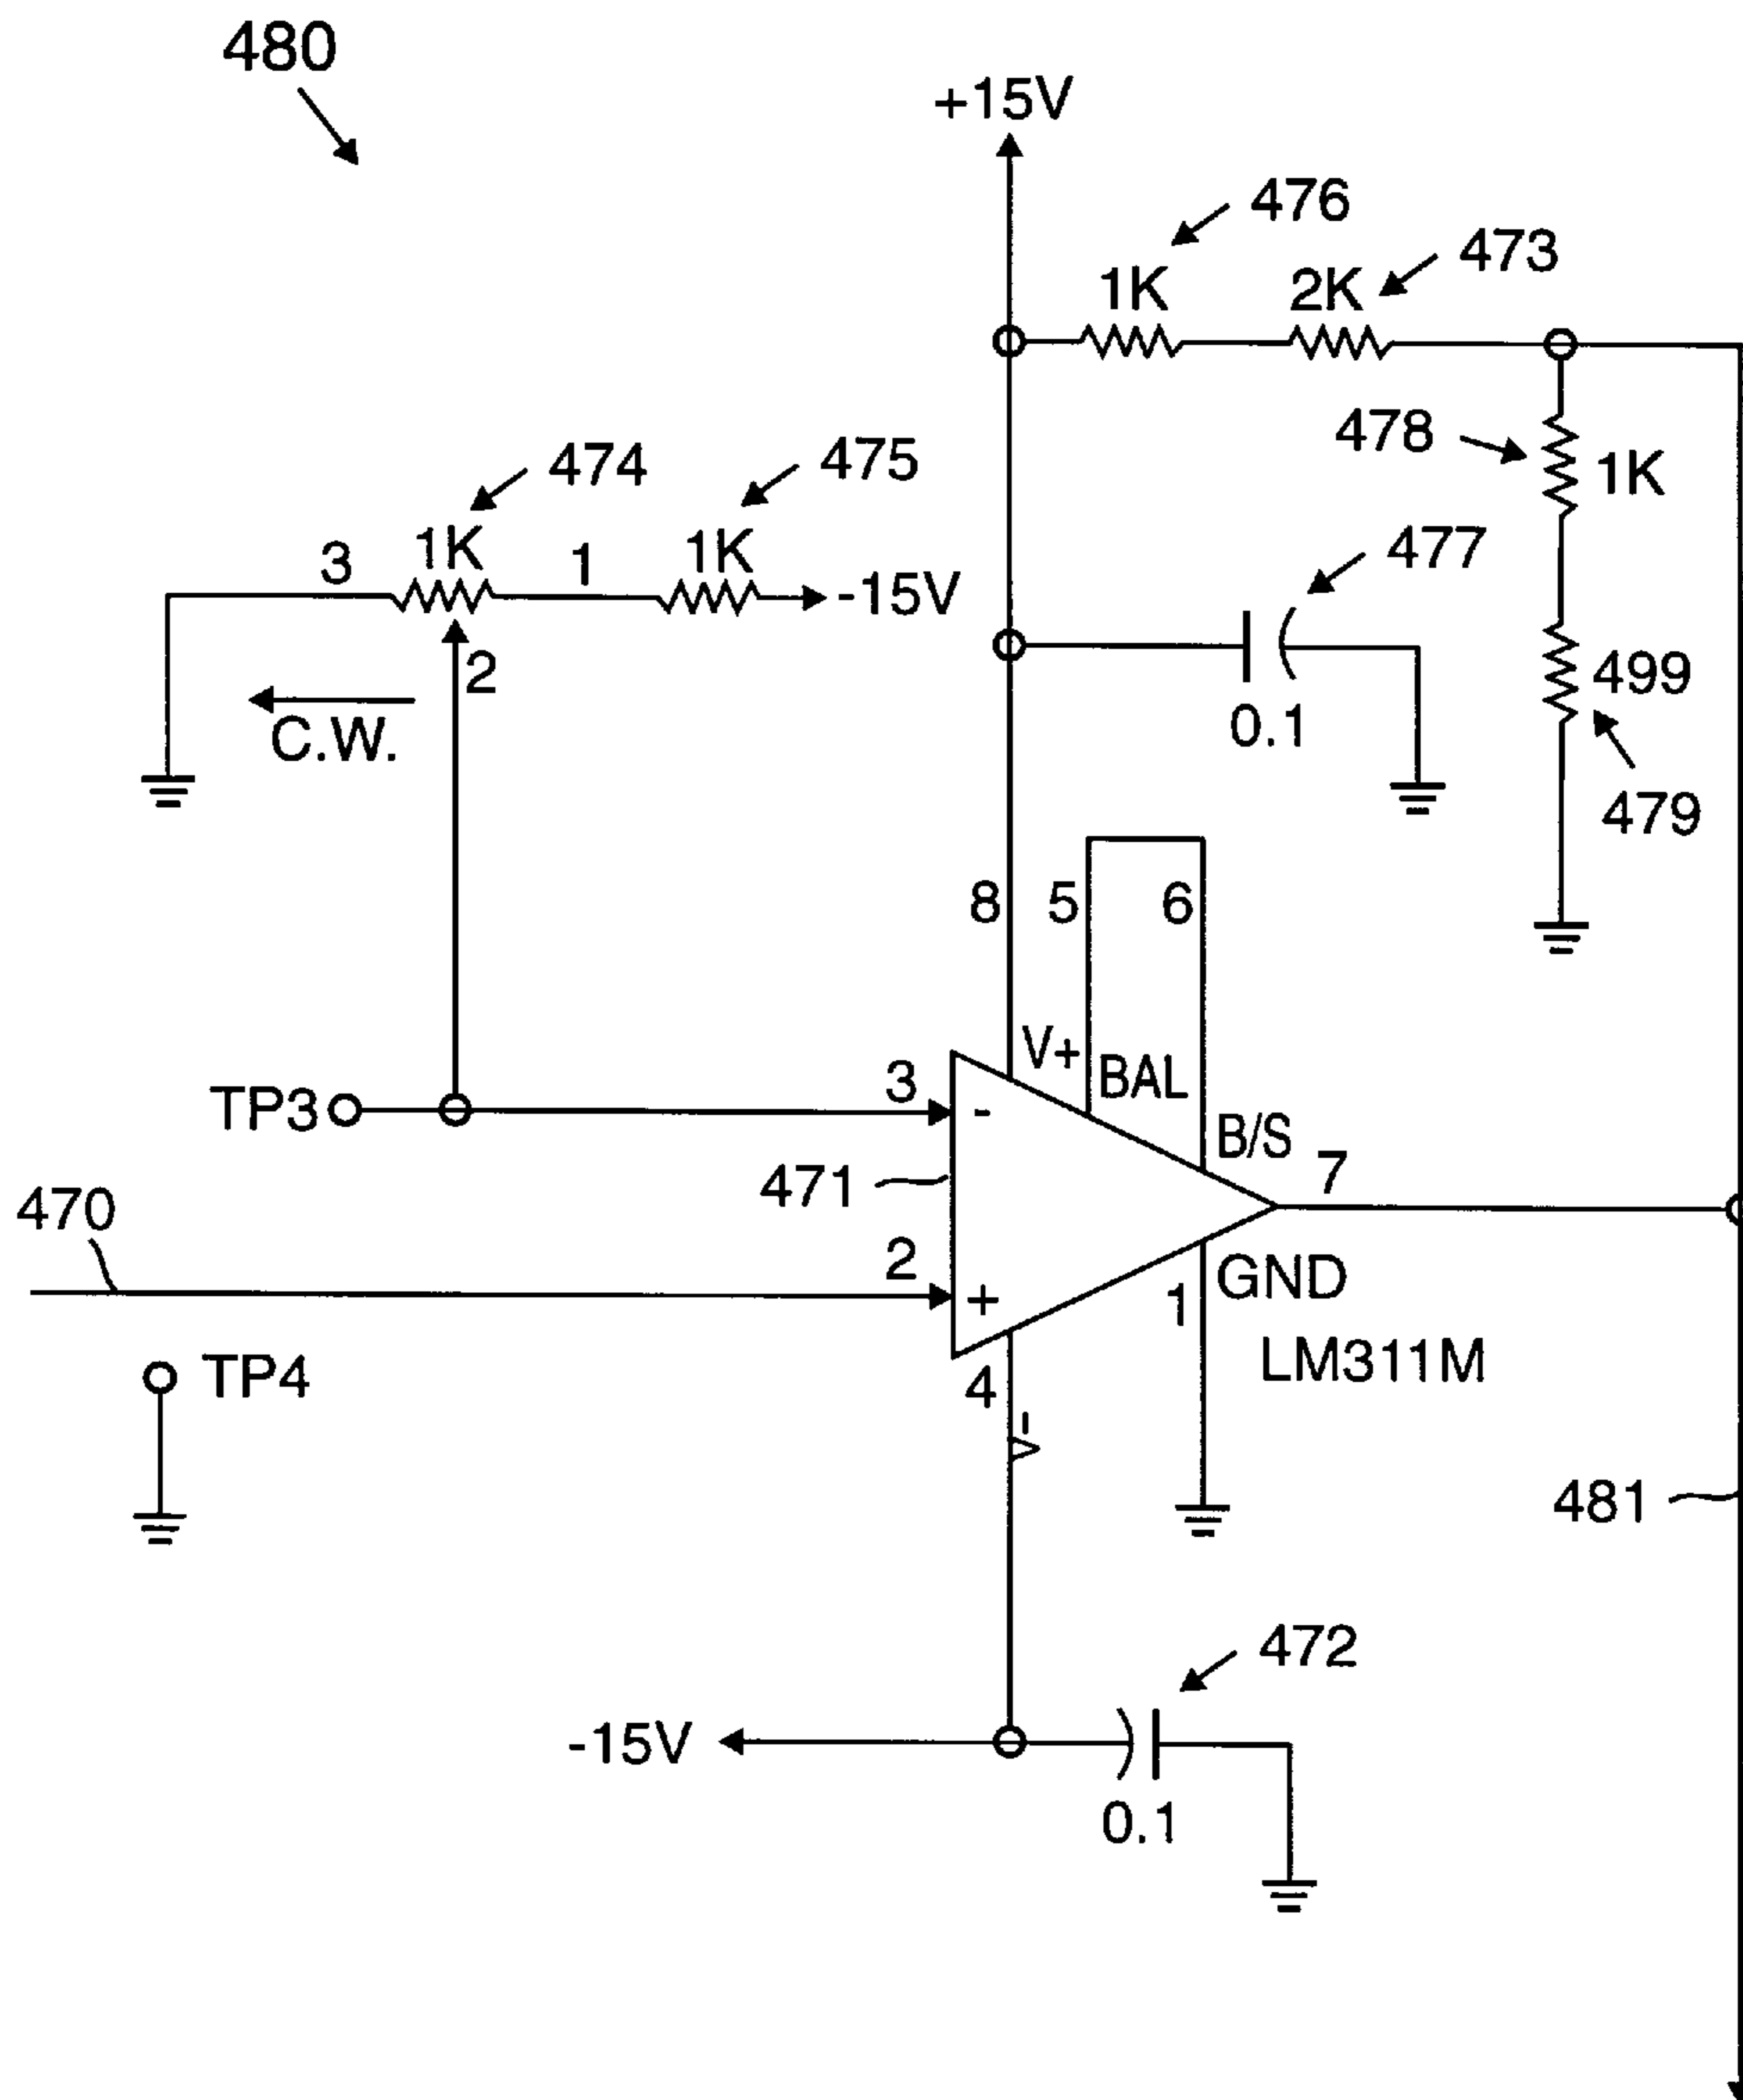 480
+15V
476
473
1K
2K
478
1K
474
475
477
3
1K
1
1K
-15V
2
C.W.
0.1
499
479
8
5
6
V+
BAL
TP3
3
-
B/S
471
7
470
2
+
GND
1
LM311M
TP4
4
V-
481
472
-15V
0.1